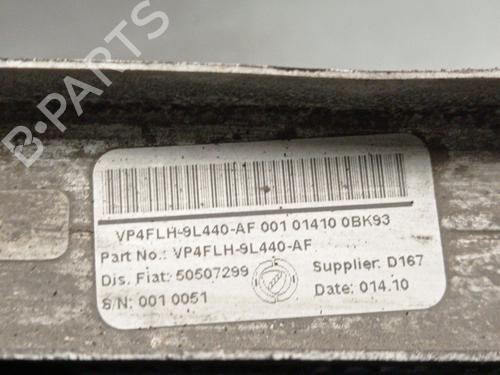 B-PARTS
VP4FLH-9L440-AF 001 01410 0BK93
Part No.: VP4FLH-9L440-AF
Dis. Fiat: 50507299 Supplier: D167
S/N: 001 0051 Date: 014.10